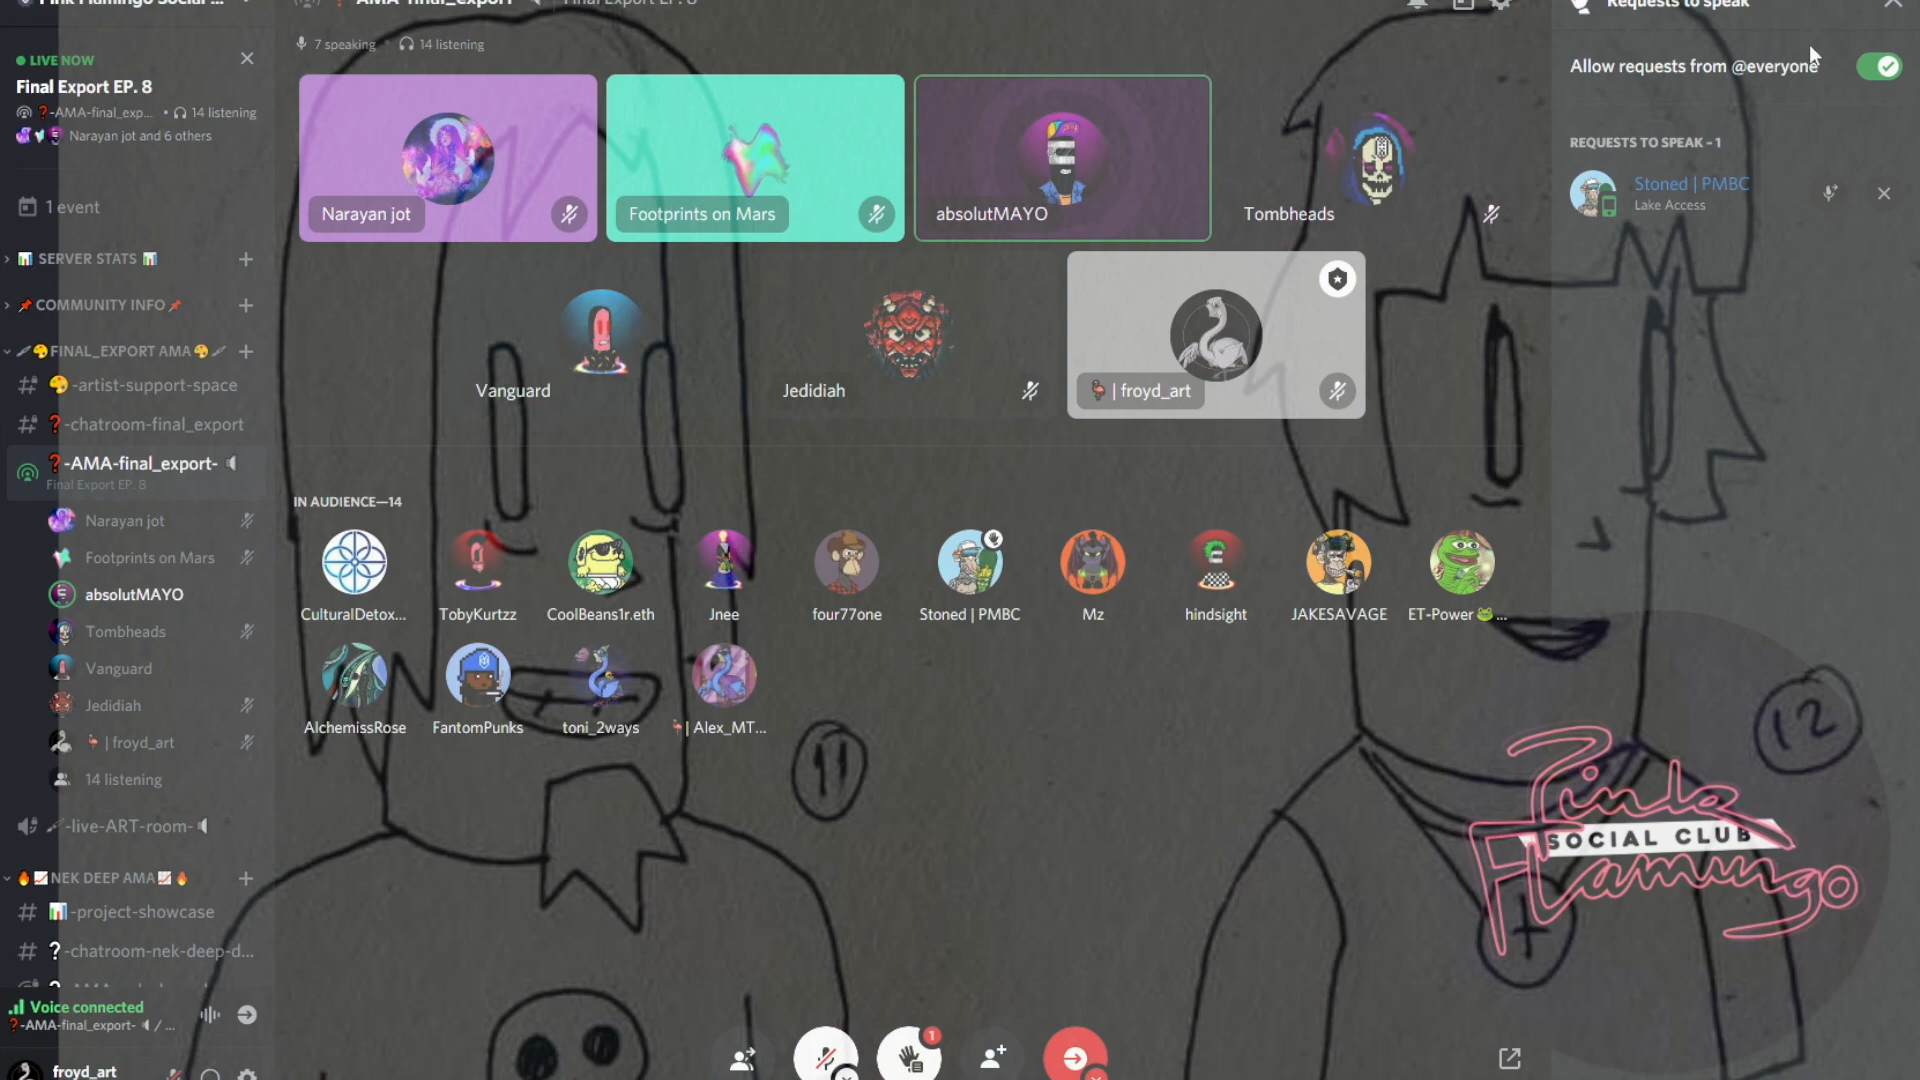 AMA-final_export
Final Export EP. 8
7 speaking
14 listening
Requests to speak
LIVE NOW
Final Export EP. 8
-AMA-final_exp... • 14 listening
Narayan jot and 6 others
1 event
SERVER STATS
COMMUNITY INFO
FINAL_EXPORT AMA
-artist-support-space
-chatroom-final_export
-AMA-final_export-
Final Export EP. 8
Narayan jot
Footprints on Mars
absolutMAYO
Tombheads
Vanguard
Jedidiah
| froyd_art
14 listening
-live-ART-room-
NEK DEEP AMA
-project-showcase
-chatroom-nek-deep-d...
Voice connected
-AMA-final_export- / ...
froyd_art
Narayan jot
Footprints on Mars
absolutMAYO
Tombheads
Vanguard
Jedidiah
| froyd_art
IN AUDIENCE—14
CulturalDetox...
TobyKurtzz
CoolBeans1r.eth
Jnee
four77one
Stoned | PMBC
Mz
hindsight
JAKESAVAGE
ET-Power 🐸 ...
AlchemissRose
FantomPunks
toni_2ways
| Alex_MT...
Allow requests from @everyone
REQUESTS TO SPEAK – 1
Stoned | PMBC
Lake Access
11
12
Pink
SOCIAL CLUB
Flamingo
1